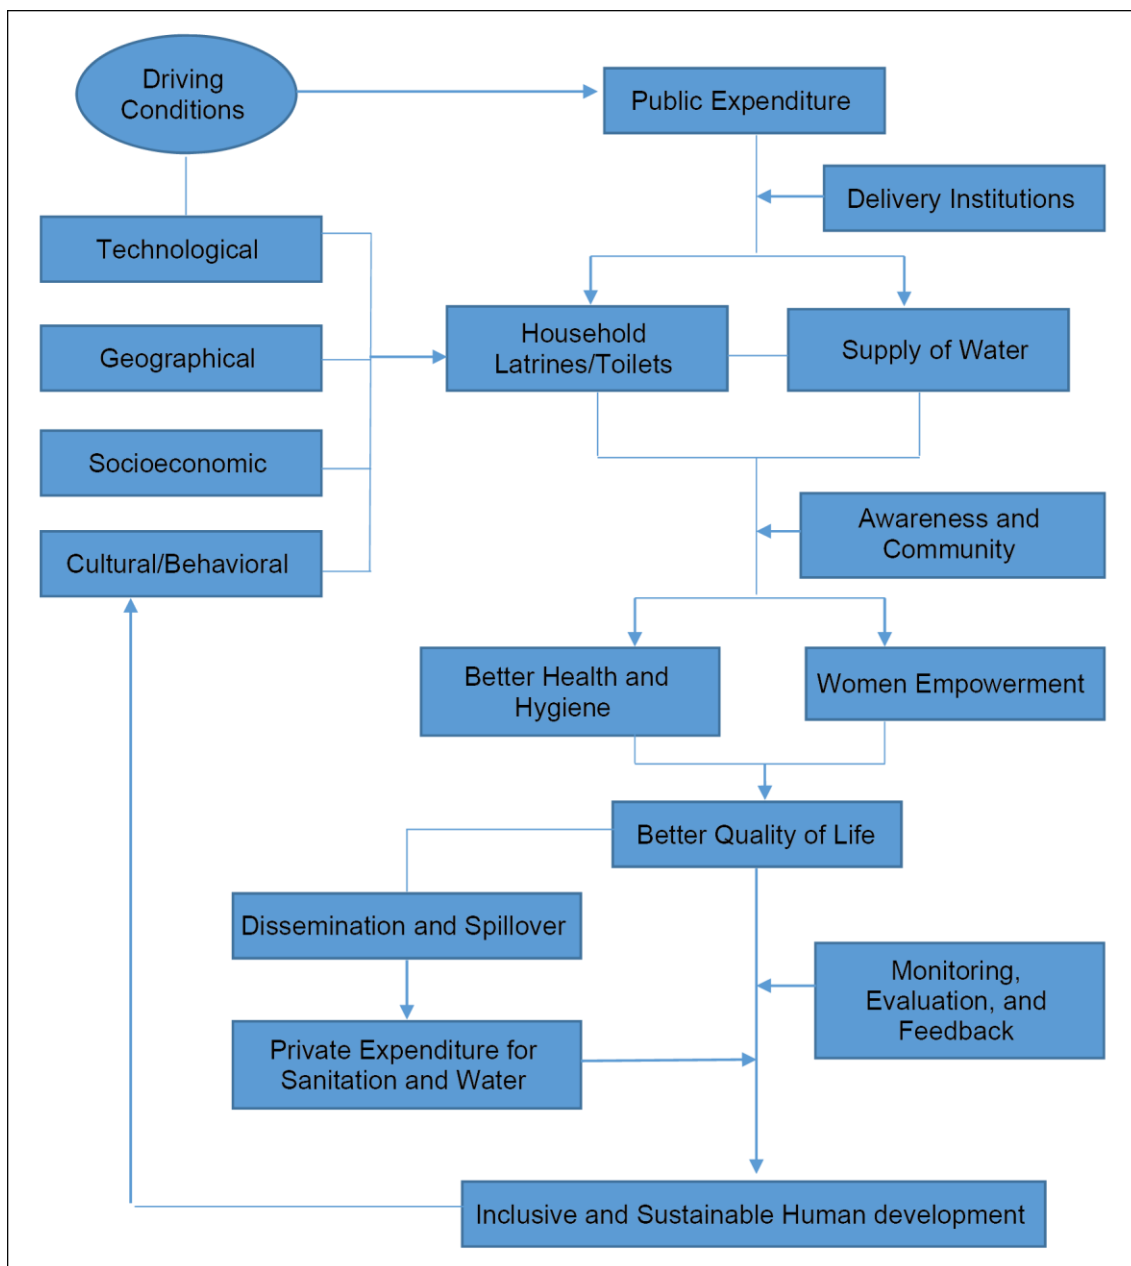 Driving
Conditions
Public Expenditure
Delivery Institutions
Technological
Geographical
Socioeconomic
Cultural/Behavioral
Household
Latrines/Toilets
Supply of Water
Awareness and
Community
Better Health and
Hygiene
Women Empowerment
Better Quality of Life
Dissemination and Spillover
Private Expenditure for
Sanitation and Water
Monitoring,
Evaluation, and
Feedback
Inclusive and Sustainable Human development